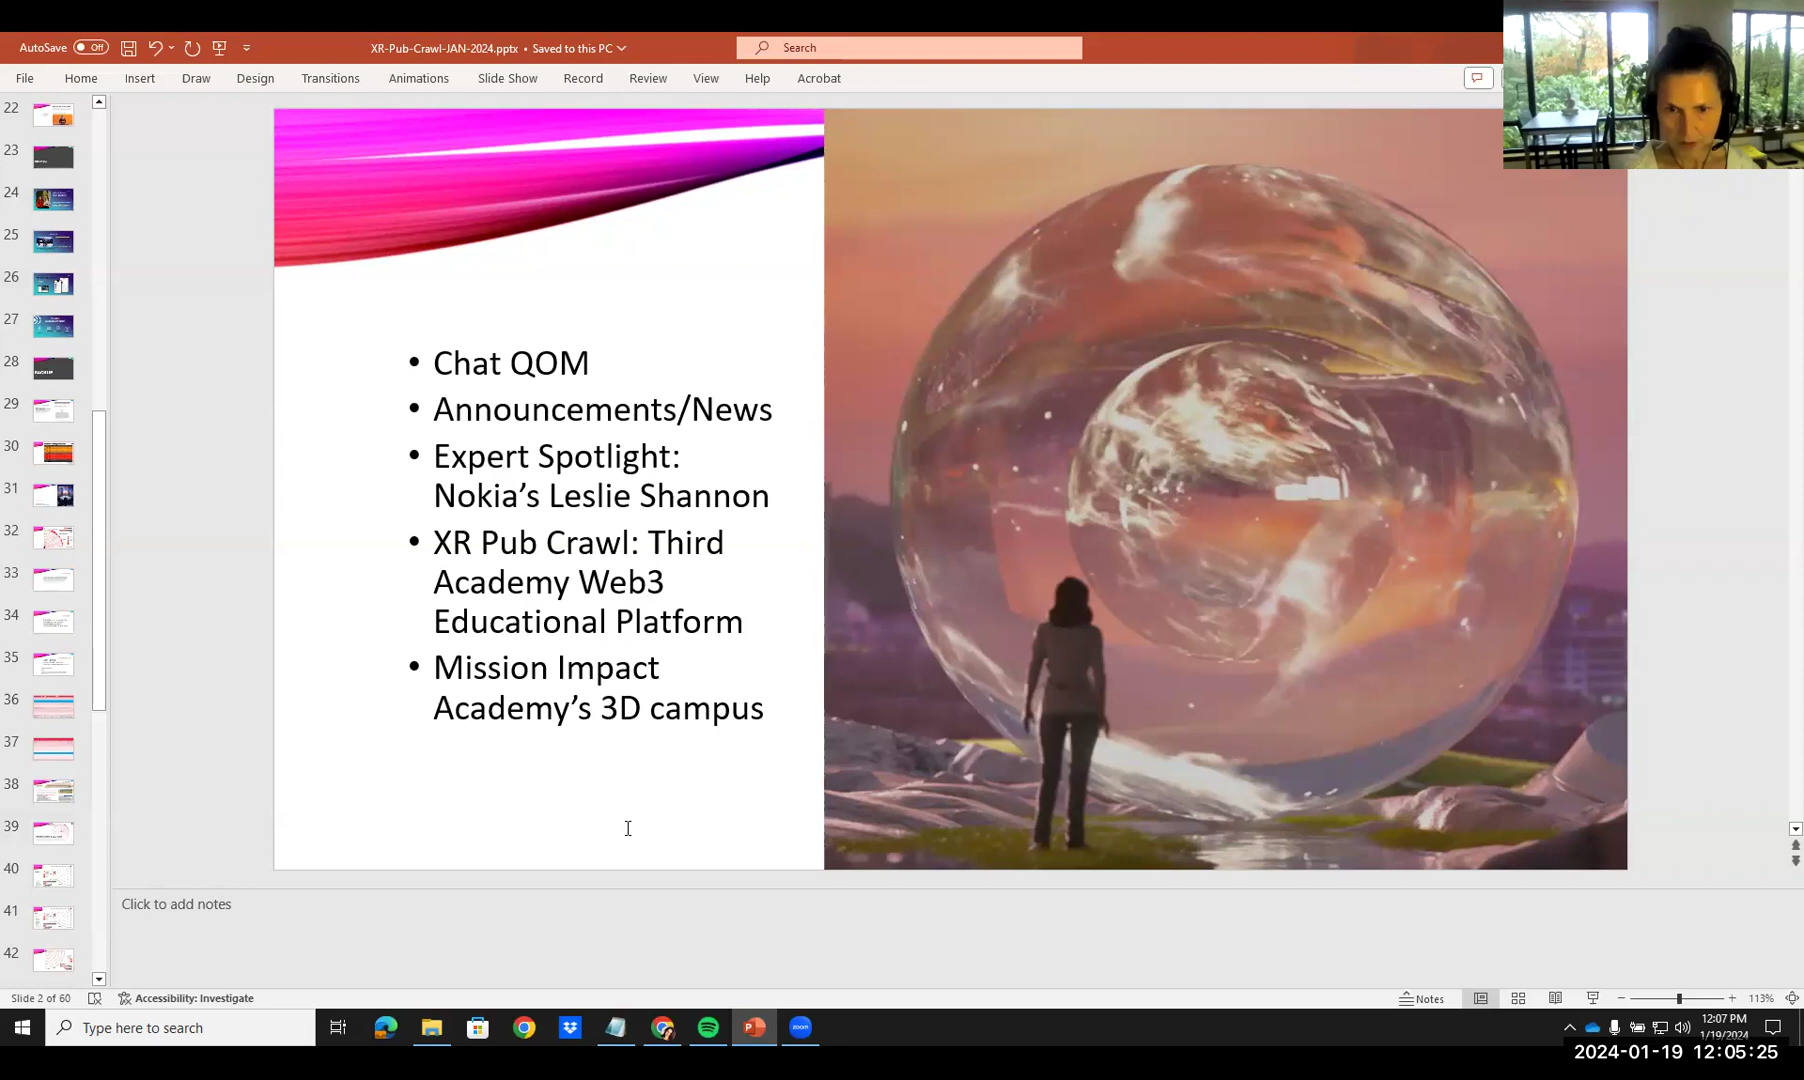 AutoSave Off
XR-Pub-Crawl-JAN-2024.pptx • Saved to this PC
Search
File Home Insert Draw Design Transitions Animations Slide Show Record Review View Help Acrobat
22
23
24
25
26
27
28
29
30
31
32
33
34
35
36
37
38
39
40
41
42
• Chat QOM
• Announcements/News
• Expert Spotlight:
Nokia’s Leslie Shannon
• XR Pub Crawl: Third
Academy Web3
Educational Platform
• Mission Impact
Academy’s 3D campus
Click to add notes
Slide 2 of 60
Accessibility: Investigate
Notes
113%
Type here to search
zoom
12:07 PM
1/19/2024
2024-01-19 12:05:25